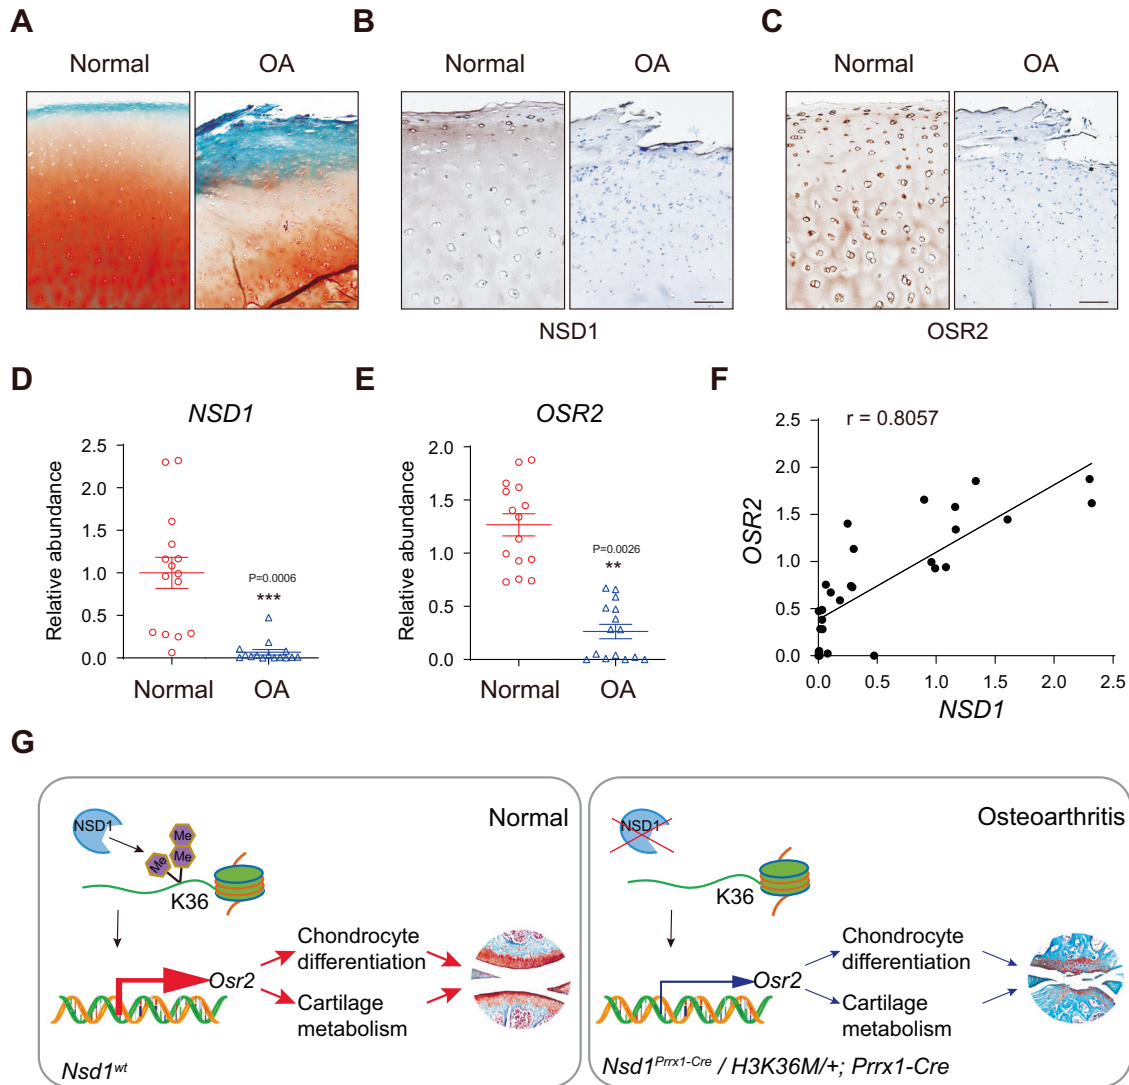 A
B
C
Normal
OA
Normal
OA
Normal
OA
NSD1
OSR2
D
E
F
NSD1
Relative abundance
2.5
2.0
1.5
1.0
0.5
0.0
P=0.0006
***
Normal
OA
OSR2
Relative abundance
2.0
1.5
1.0
0.5
0.0
P=0.0026
**
Normal
OA
r = 0.8057
OSR2
2.5
2.0
1.5
1.0
0.5
0.0
0.0
0.5
1.0
1.5
2.0
2.5
NSD1
G
Normal
NSD1
Me
Me
Me
K36
Osr2
Chondrocyte
differentiation
Cartilage
metabolism
Nsd1wt
Osteoarthritis
NSD1
K36
Osr2
Chondrocyte
differentiation
Cartilage
metabolism
Nsd1Prrx1-Cre / H3K36M/+; Prrx1-Cre